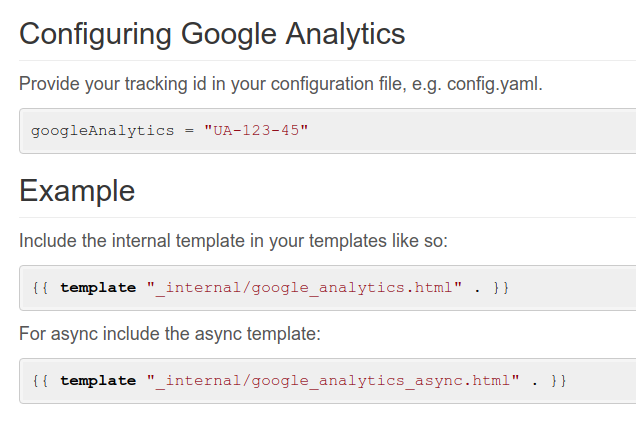 Configuring Google Analytics
Provide your tracking id in your configuration file, e.g. config.yaml.
googleAnalytics = "UA-123-45"
Example
Include the internal template in your templates like so:
{{ template "_internal/google_analytics.html" . }}
For async include the async template:
{{ template "_internal/google_analytics_async.html" . }}